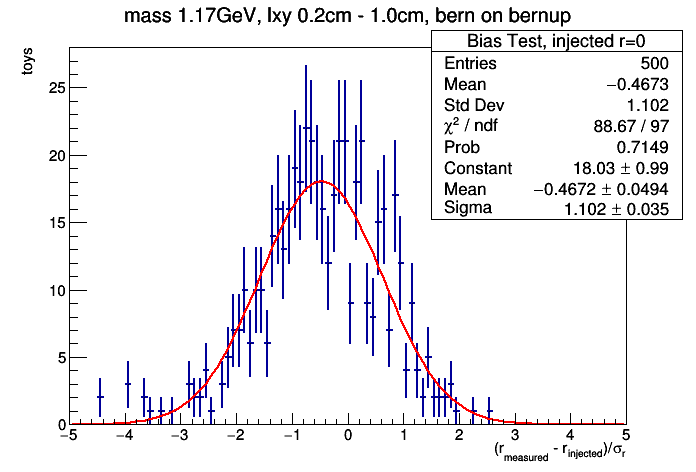 mass 1.17GeV, lxy 0.2cm - 1.0cm, bern on bernup
Bias Test, injected r=0
Entries 500
Mean −0.4673
Std Dev 1.102
χ² / ndf 88.67 / 97
Prob 0.7149
Constant 18.03 ± 0.99
Mean −0.4672 ± 0.0494
Sigma 1.102 ± 0.035
toys
25
20
15
10
5
0
−5 −4 −3 −2 −1 0 1 2 3 4 5
(r_measured - r_injected)/σ_r